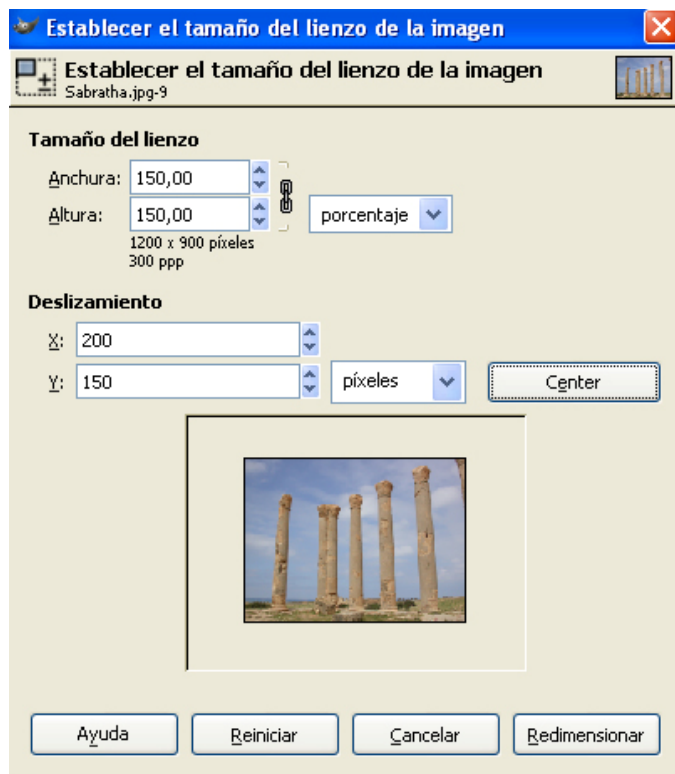 Establecer el tamaño del lienzo de la imagen
Establecer el tamaño del lienzo de la imagen
Sabratha.jpg-9
Tamaño del lienzo
Anchura: 150,00
Altura: 150,00 porcentaje
1200 x 900 píxeles
300 ppp
Deslizamiento
X: 200
Y: 150 píxeles Center
Ayuda Reiniciar Cancelar Redimensionar